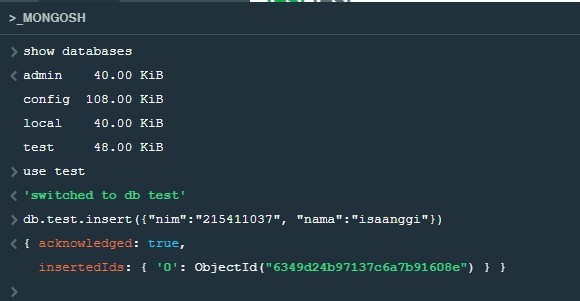 >_MONGOSH
> show databases
< admin 40.00 KiB
config 108.00 KiB
local 40.00 KiB
test 48.00 KiB
> use test
< 'switched to db test'
> db.test.insert({"nim":"215411037", "nama":"isaanggi"})
< { acknowledged: true,
insertedIds: { '0': ObjectId("6349d24b97137c6a7b91608e") } }
>